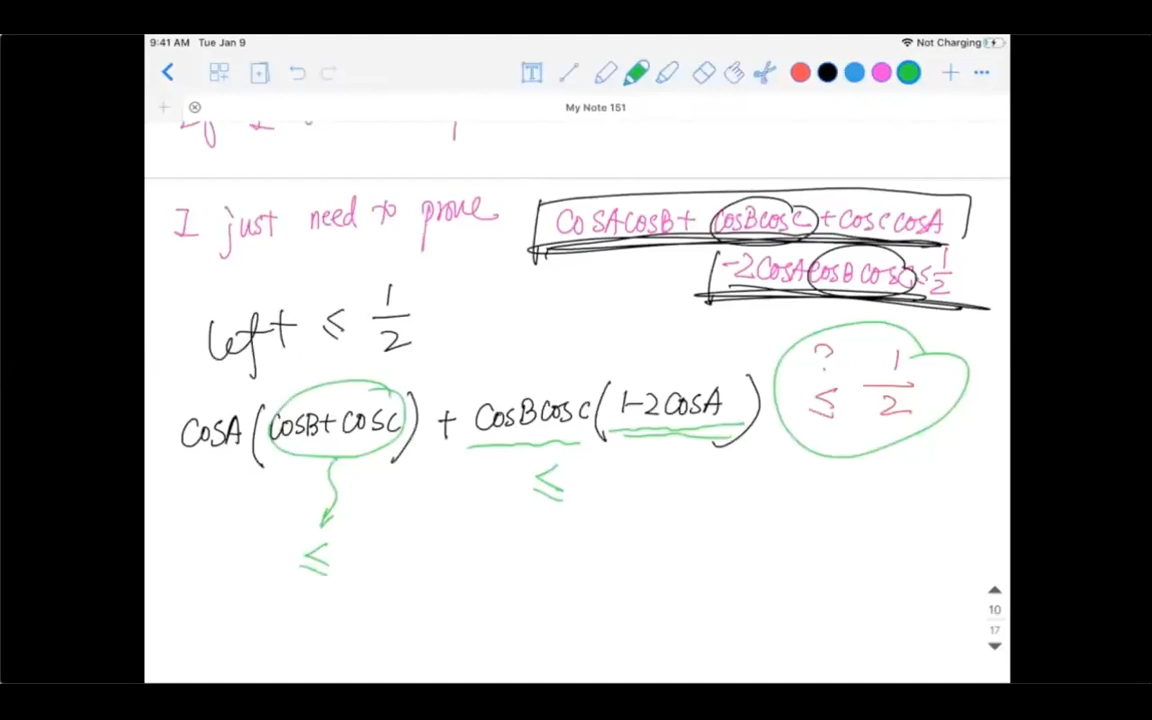 9:41 AM Tue Jan 9
Not Charging
My Note 151
I just need to prove
cosAcosB + cosBcosC + cosCcosA
-2cosAcosBcosC ≤ 1/2
left ≤ 1/2
cosA(cosB+cosC) + cosBcosC(1-2cosA) ? ≤ 1/2
≤
≤
10
17